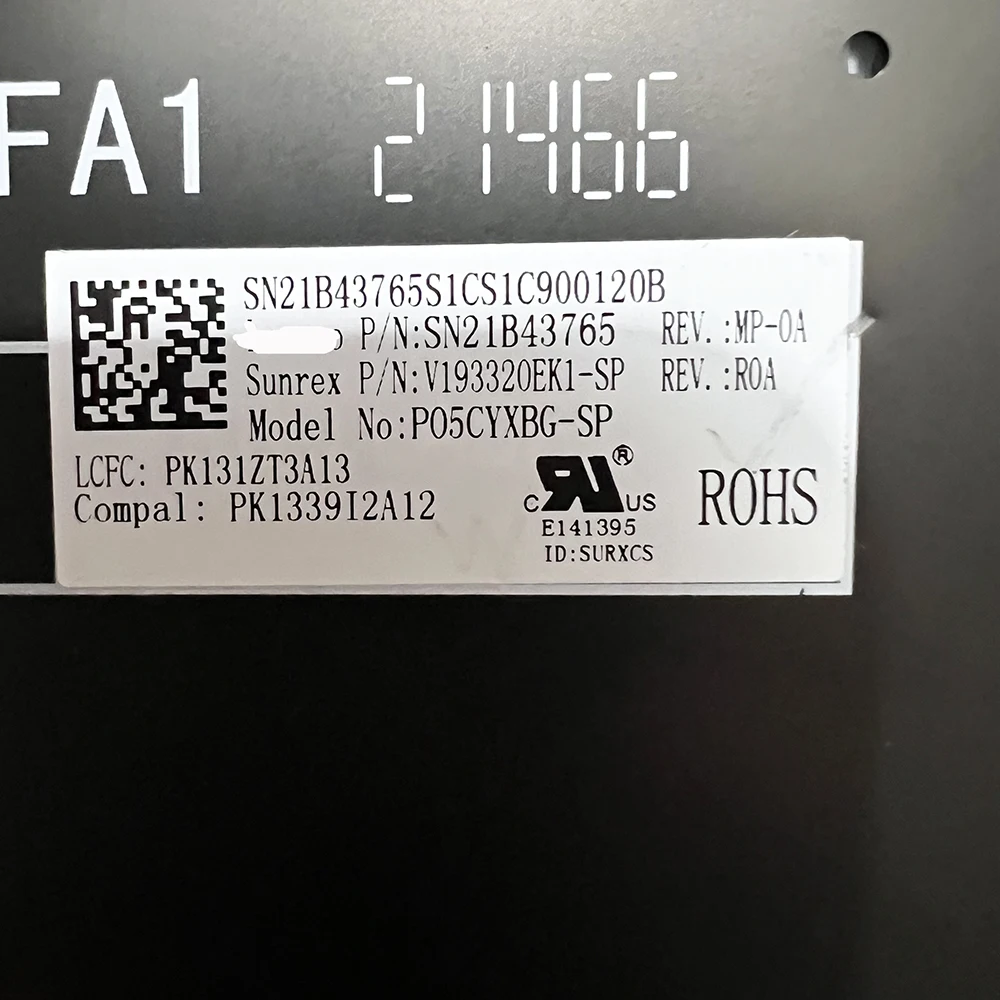 FA1 21466
SN21B43765S1CS1C900120B
P/N:SN21B43765 REV.:MP-0A
Sunrex P/N:V193320EK1-SP REV.:R0A
Model No:P05CYXBG-SP
LCFC: PK131ZT3A13
Compal: PK1339I2A12
C US ®
E141395
ID:SURXCS
ROHS